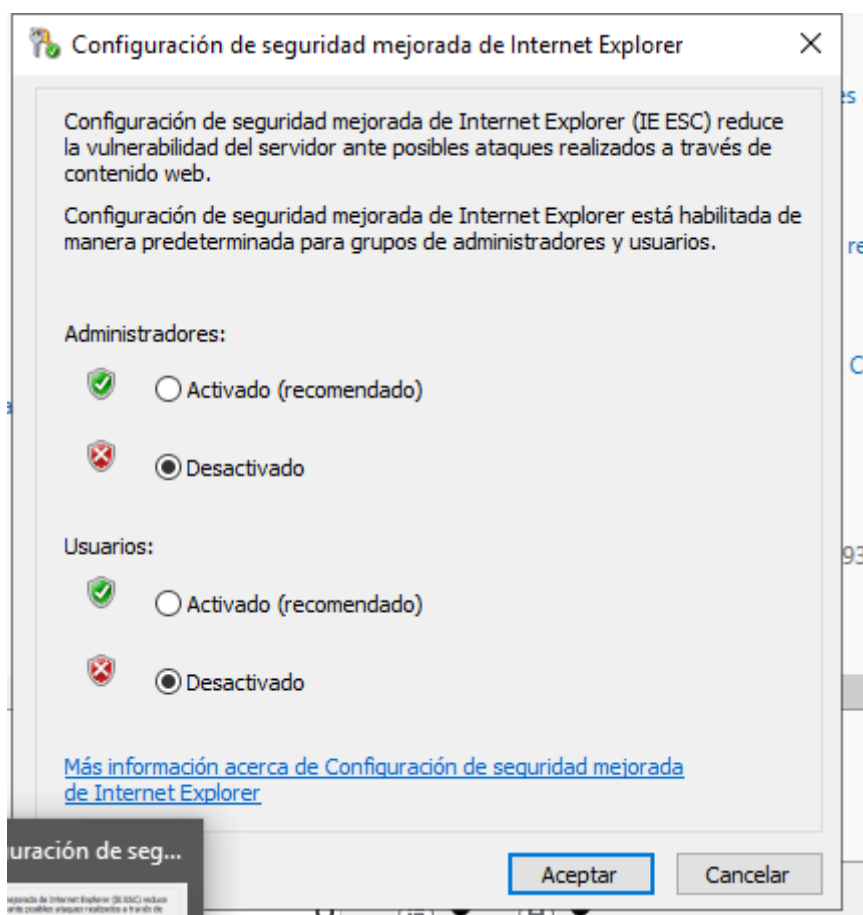 Configuración de seguridad mejorada de Internet Explorer
Configuración de seguridad mejorada de Internet Explorer (IE ESC) reduce
la vulnerabilidad del servidor ante posibles ataques realizados a través de
contenido web.
Configuración de seguridad mejorada de Internet Explorer está habilitada de
manera predeterminada para grupos de administradores y usuarios.
Administradores:
Activado (recomendado)
Desactivado
Usuarios:
Activado (recomendado)
Desactivado
93
Más información acerca de Configuración de seguridad mejorada
de Internet Explorer
uración de seg...
Aceptar
Cancelar